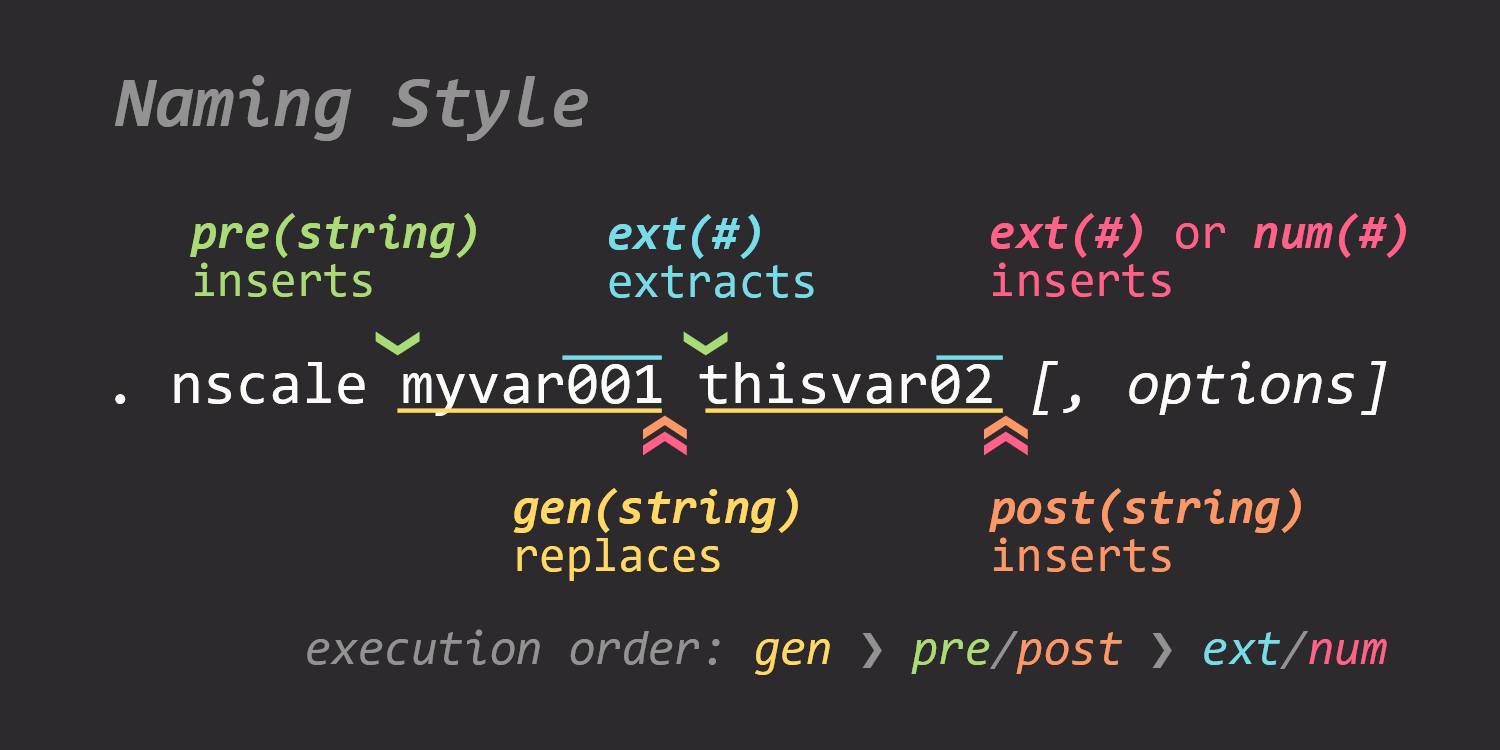 Naming Style
pre(string)
inserts
ext(#)
extracts
ext(#) or num(#)
inserts
. nscale myvar001 thisvar02 [, options]
gen(string)
replaces
post(string)
inserts
execution order: gen ❯ pre/post ❯ ext/num